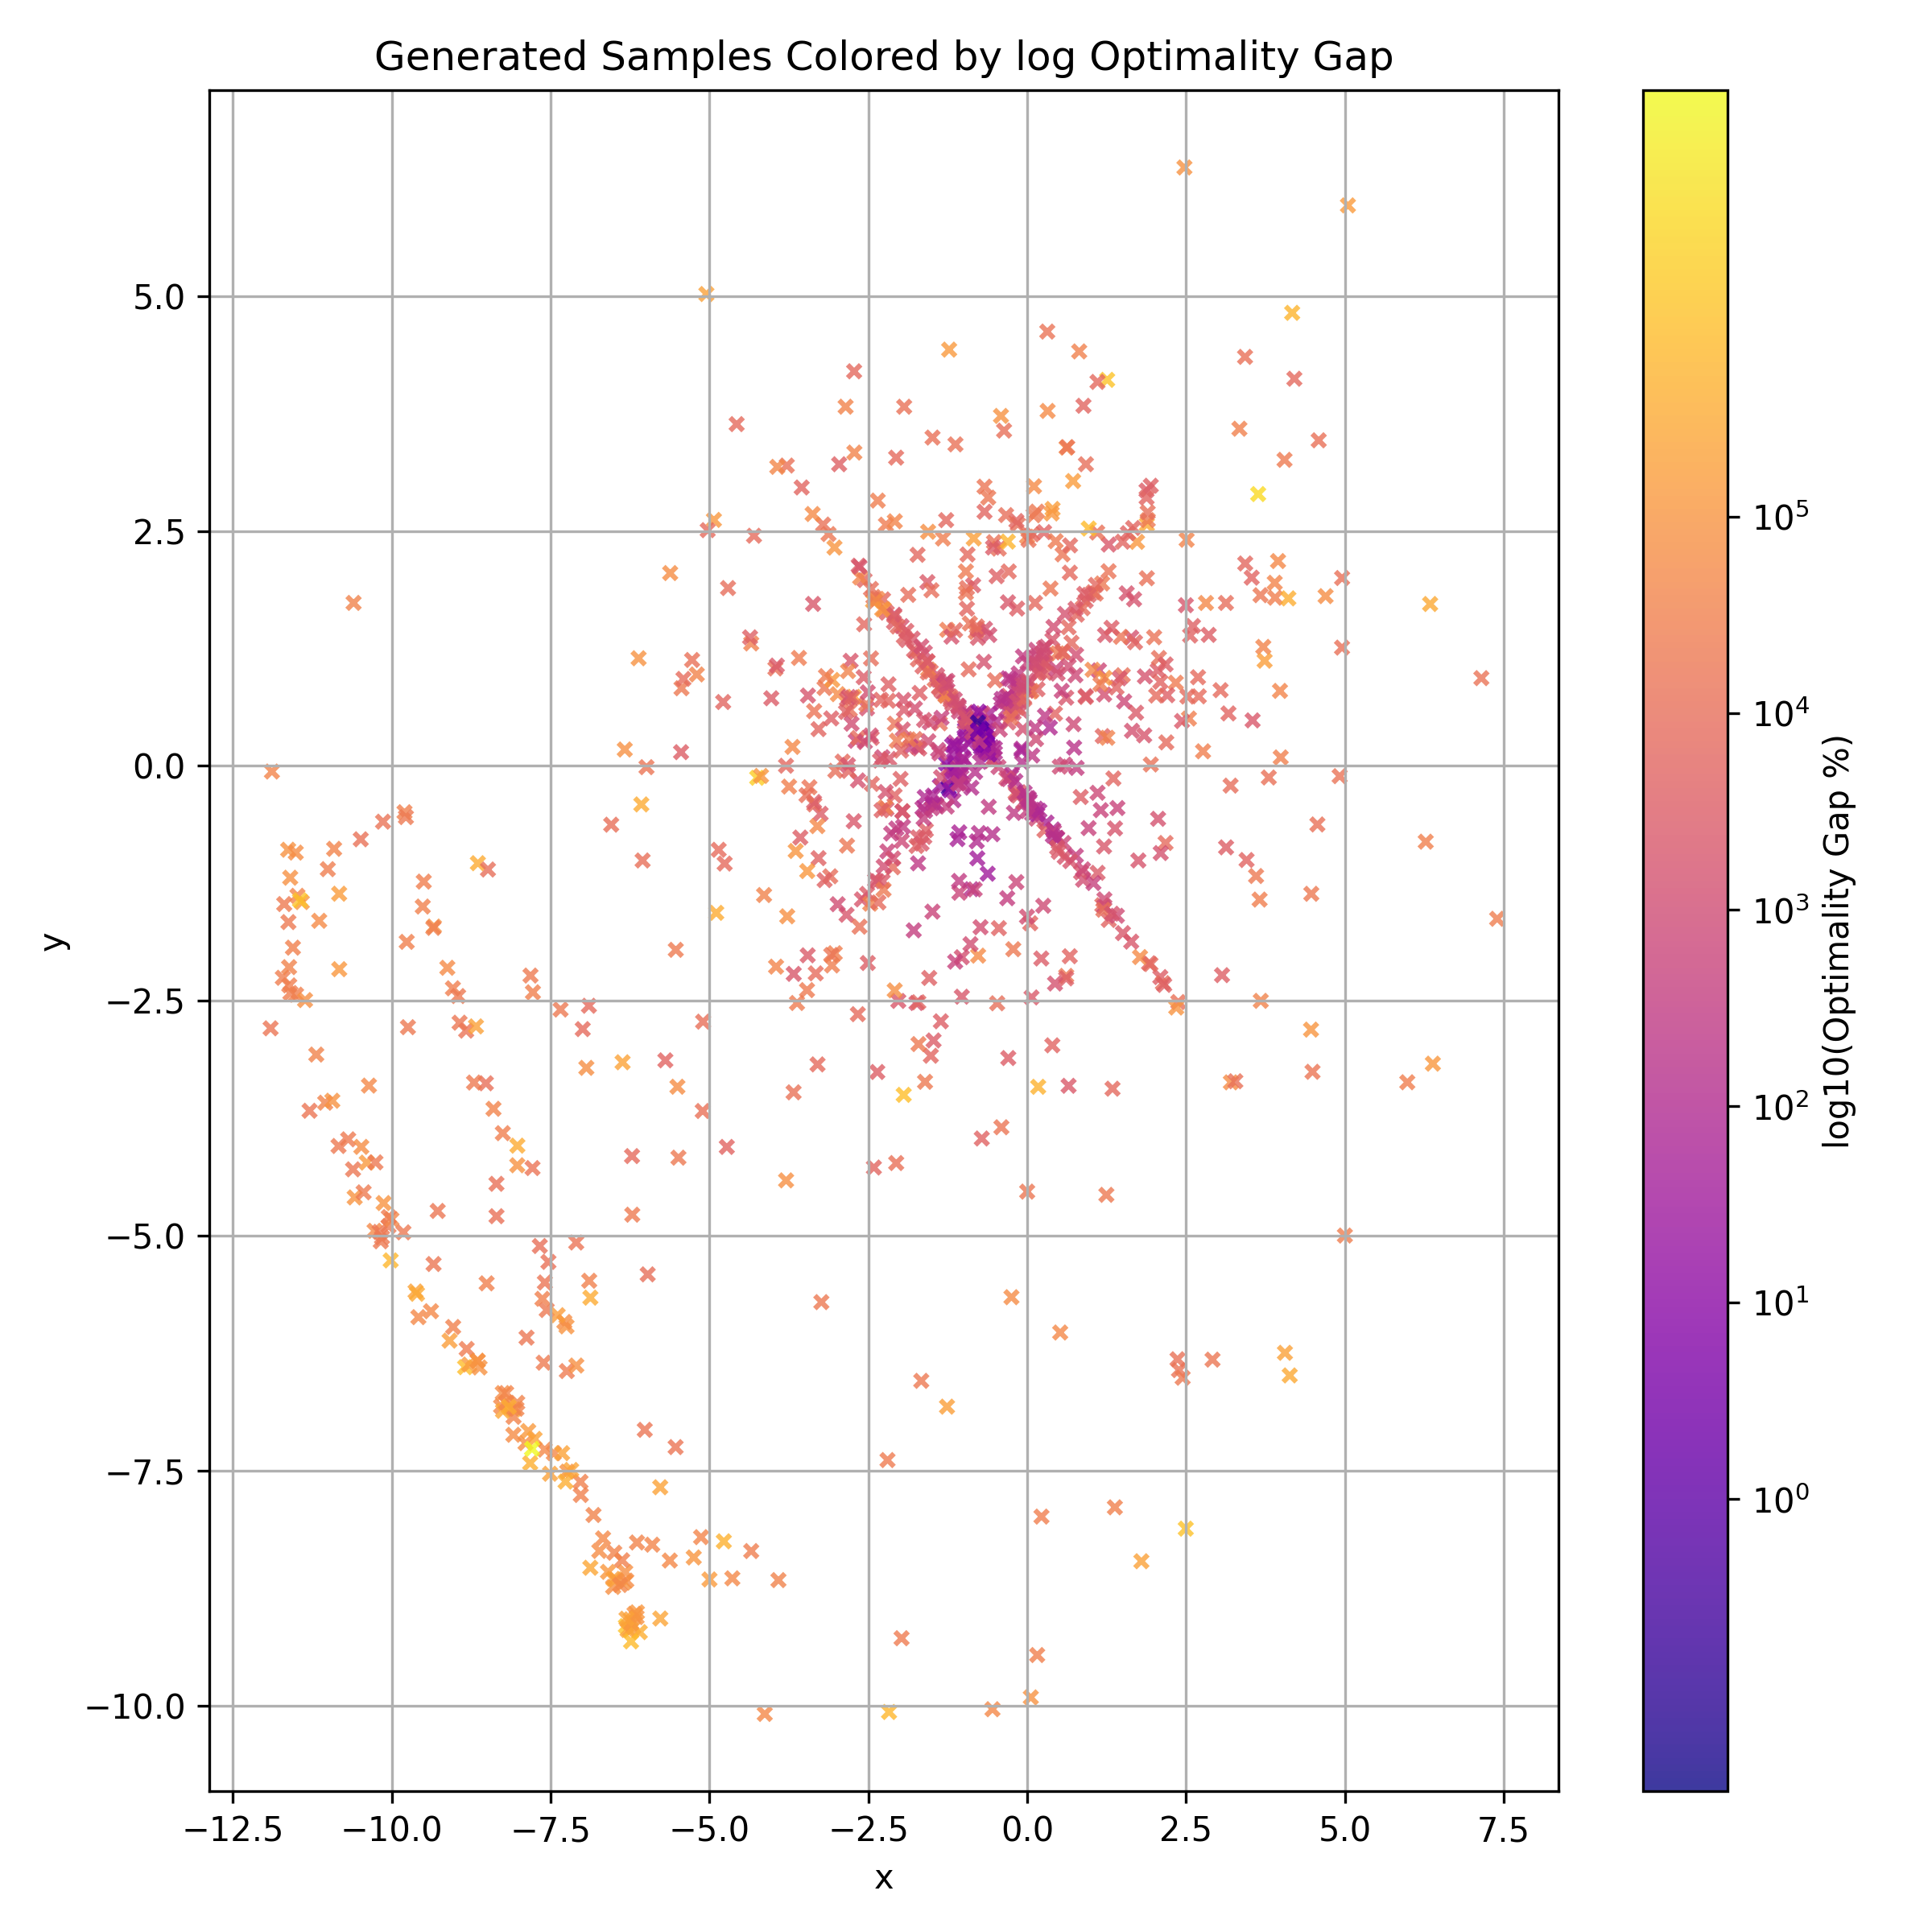 Generated Samples Colored by log Optimality Gap
5.0
2.5
0.0
−2.5
−5.0
−7.5
−10.0
y
−12.5 −10.0 −7.5 −5.0 −2.5 0.0 2.5 5.0 7.5
x
10⁵
10⁴
10³
10²
10¹
10⁰
log10(Optimality Gap %)